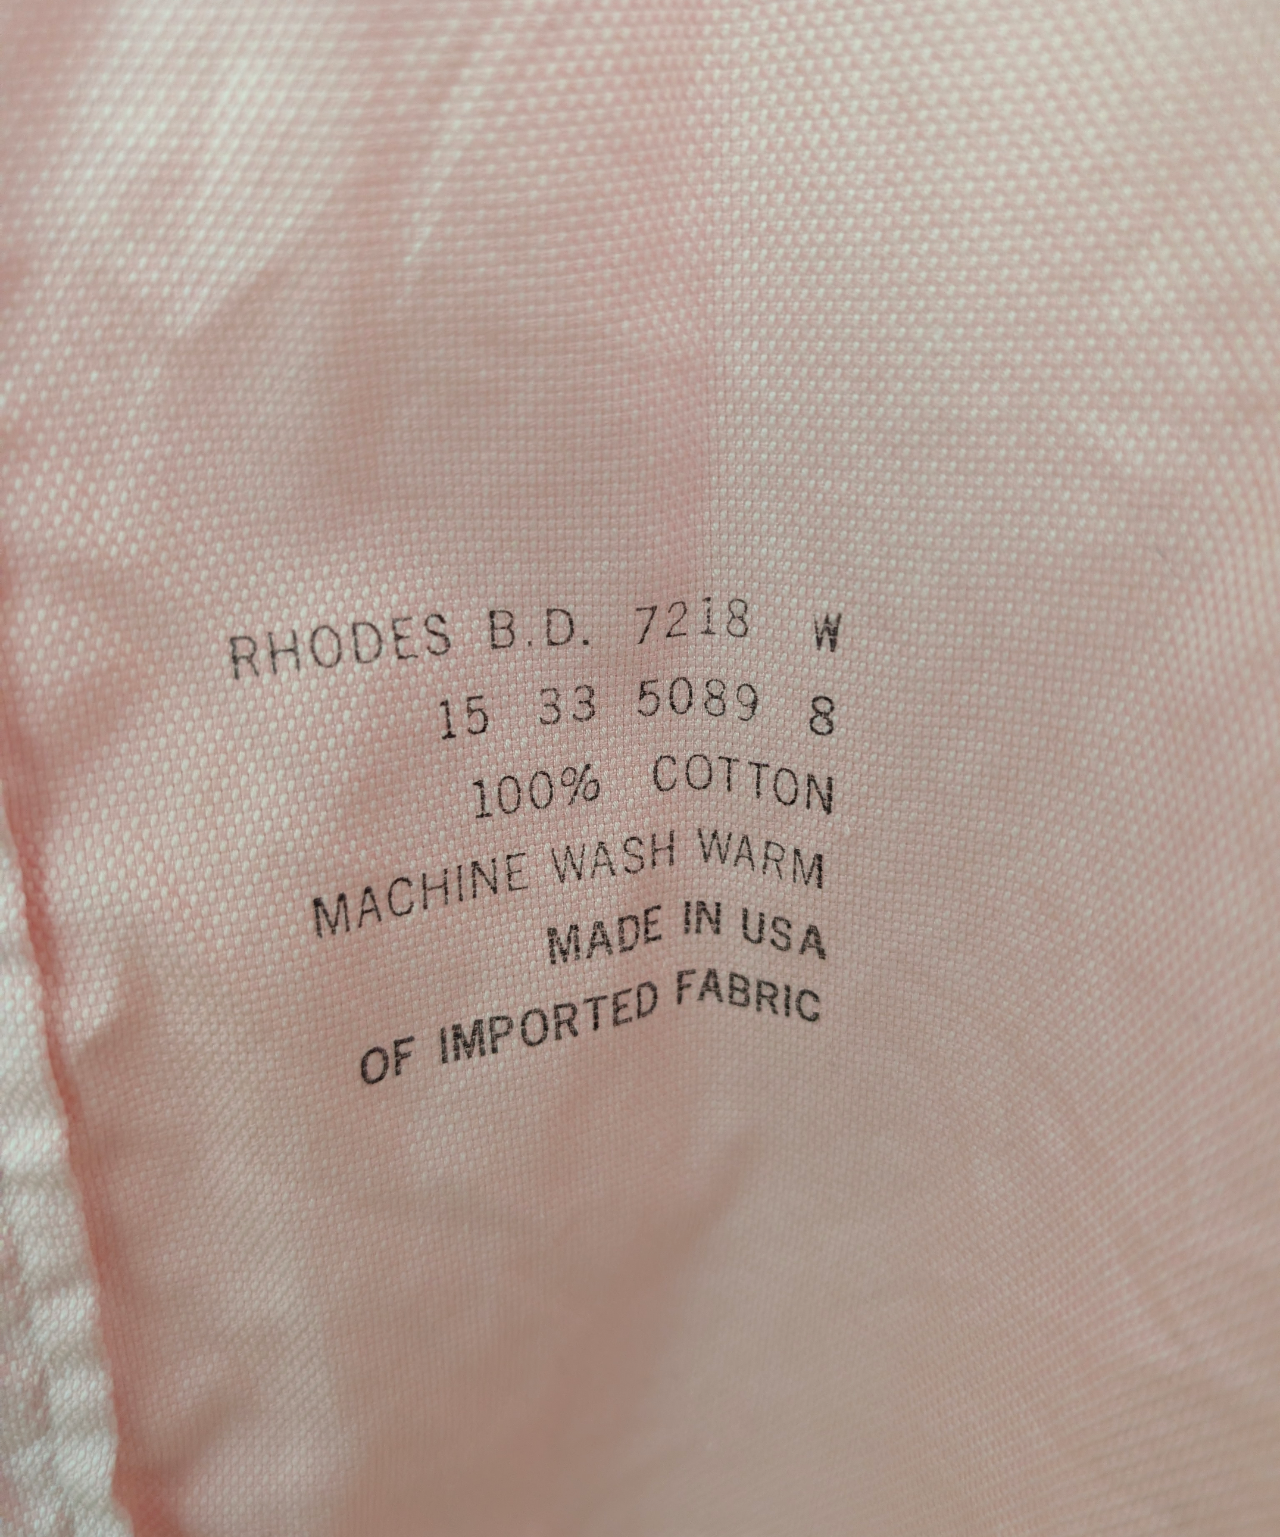 RHODES B.D. 7218 W
15 33 5089 8
100% COTTON
MACHINE WASH WARM
MADE IN USA
OF IMPORTED FABRIC